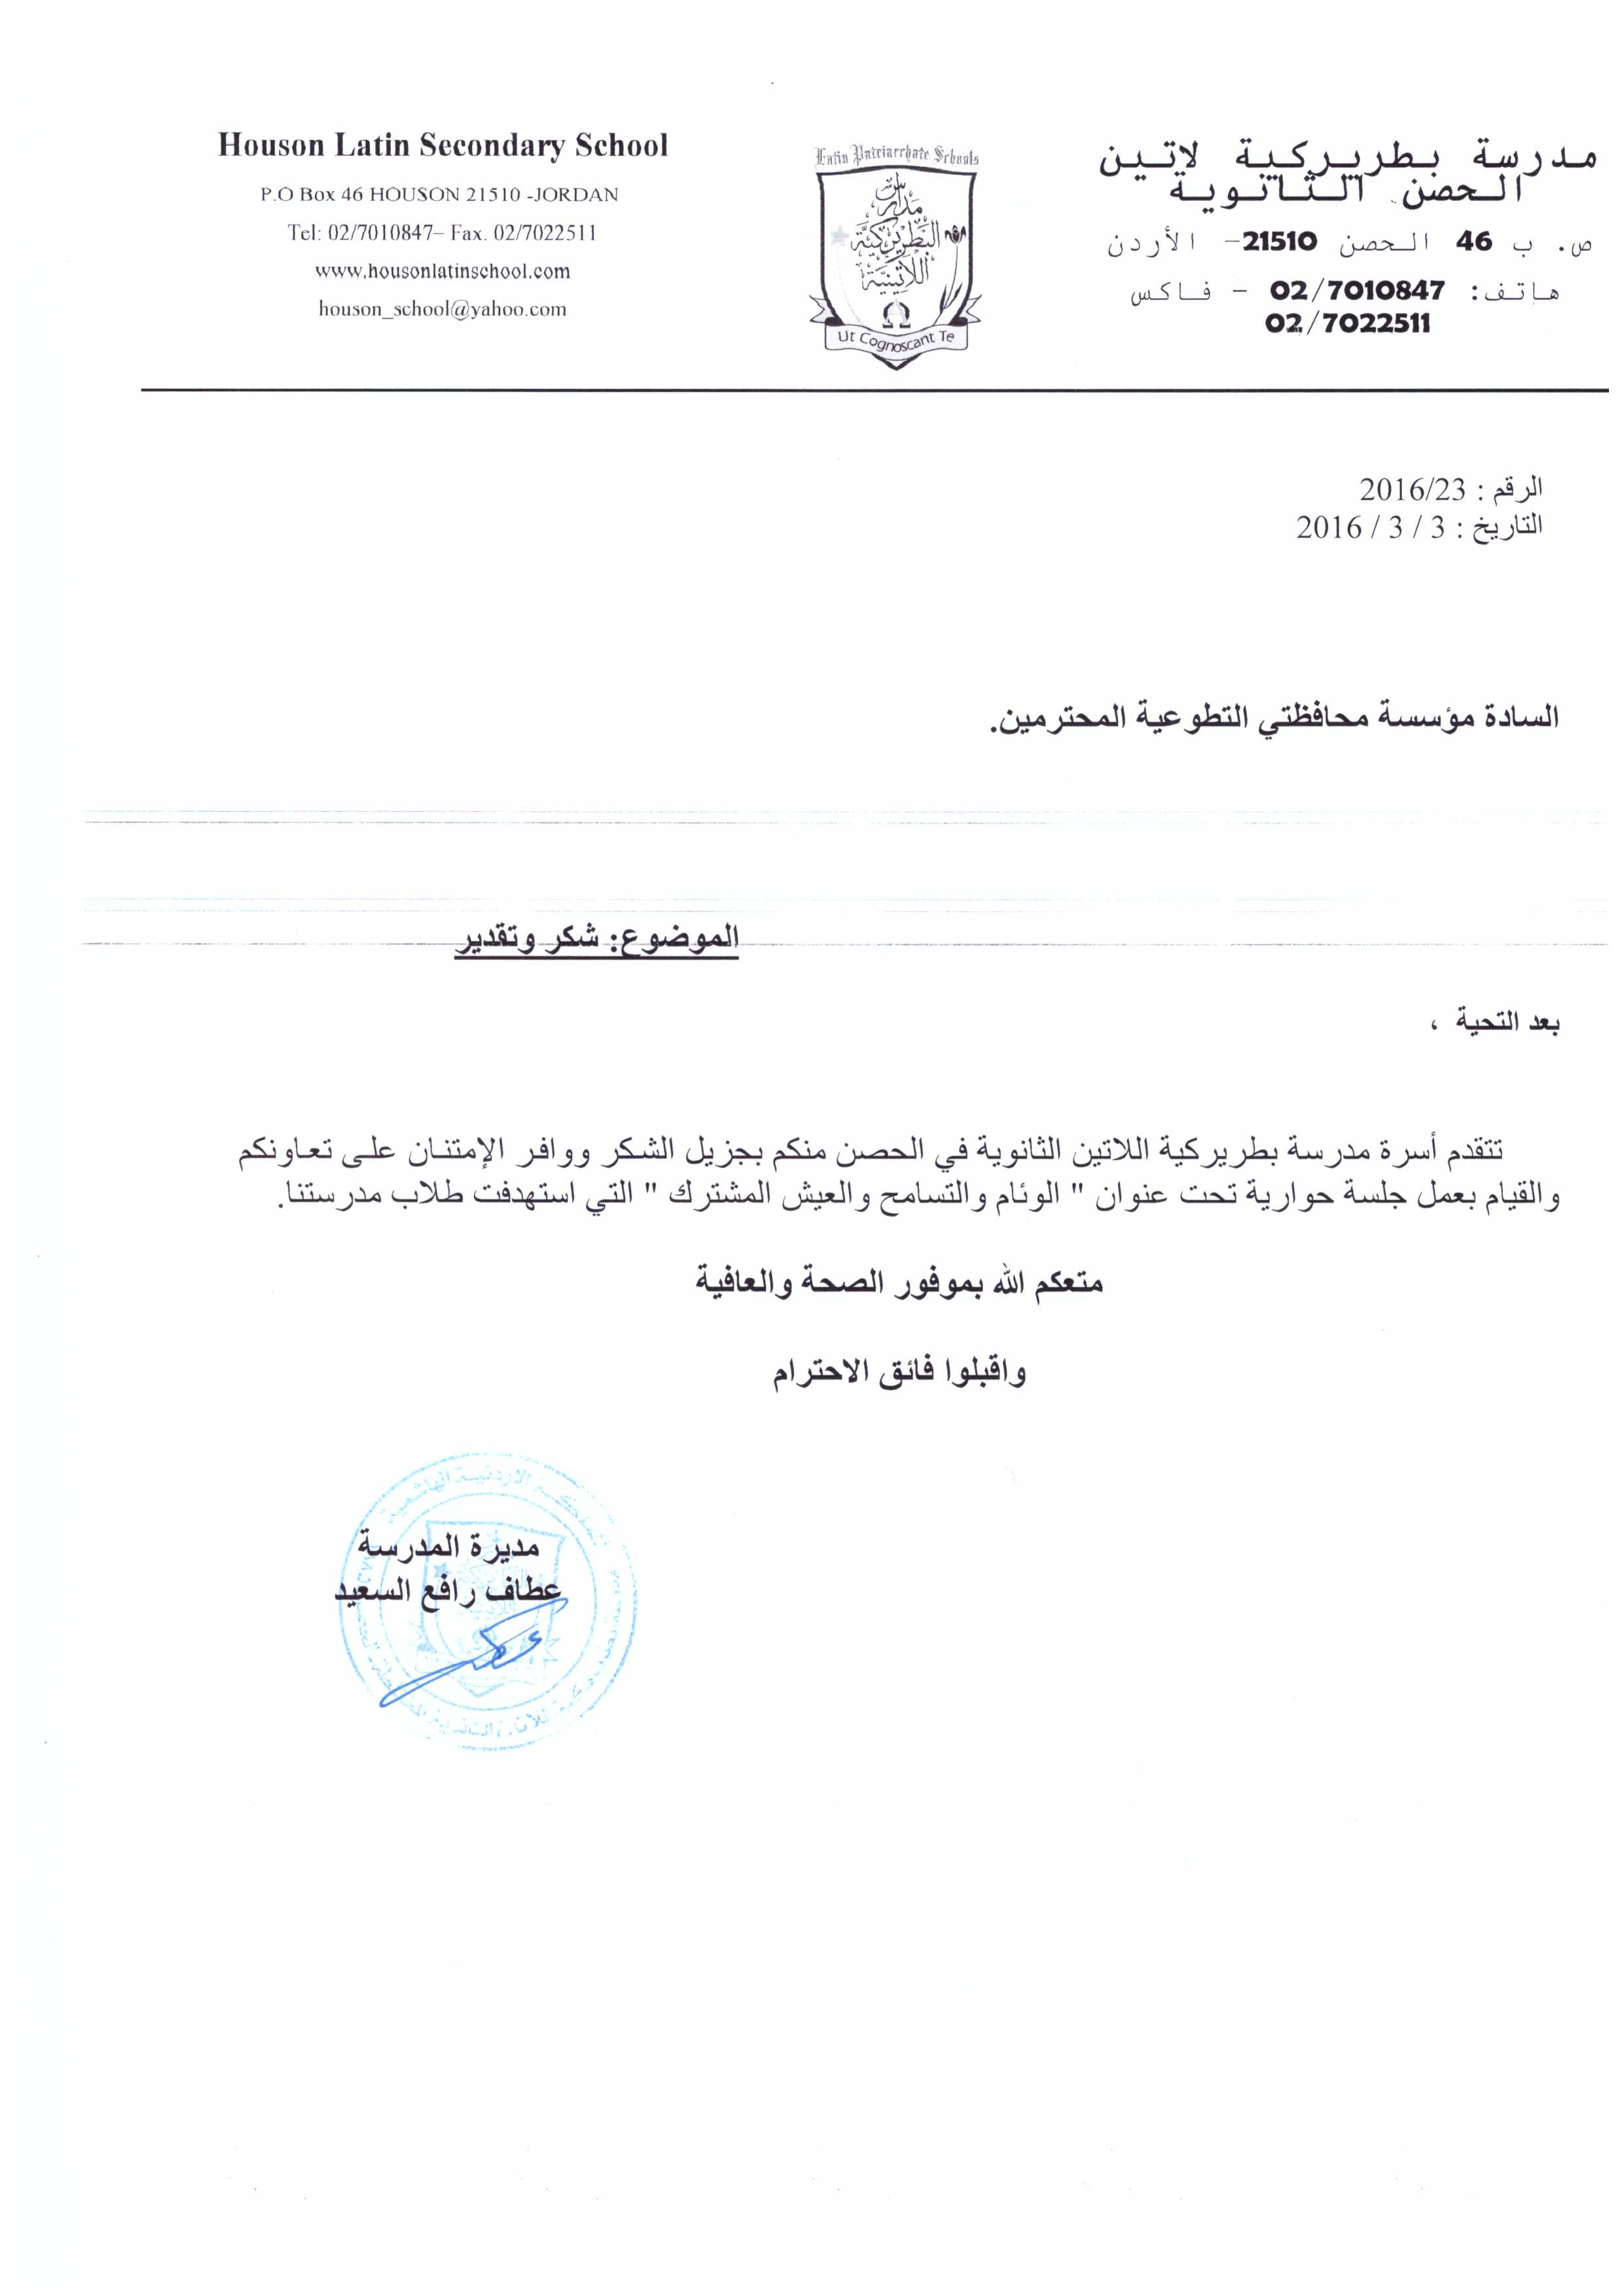 Houson Latin Secondary School
P.O Box 46 HOUSON 21510 -JORDAN
Tel: 02/7010847– Fax. 02/7022511
www.housonlatinschool.com
houson_school@yahoo.com
Latin Patriarchate Schools
مدارس
البطريركية
اللاتينية
Ut Cognoscant Te
مدرسة بطريركية لاتين
الحصن الثانوية
ص. ب 46 الحصن 21510– الأردن
هاتف: 02/7010847 – فاكس
02/7022511
الرقم : 2016/23
التاريخ : 3 / 3 / 2016
السادة مؤسسة محافظتي التطوعية المحترمين.
الموضوع: شكر وتقدير
بعد التحية ،
تتقدم أسرة مدرسة بطريركية اللاتين الثانوية في الحصن منكم بجزيل الشكر ووافر الإمتنان على تعاونكم
والقيام بعمل جلسة حوارية تحت عنوان " الوئام والتسامح والعيش المشترك " التي استهدفت طلاب مدرستنا.
متعكم الله بموفور الصحة والعافية
واقبلوا فائق الاحترام
المملكة الاردنية الهاشمية
مديرة المدرسة
عطاف رافع السعيد